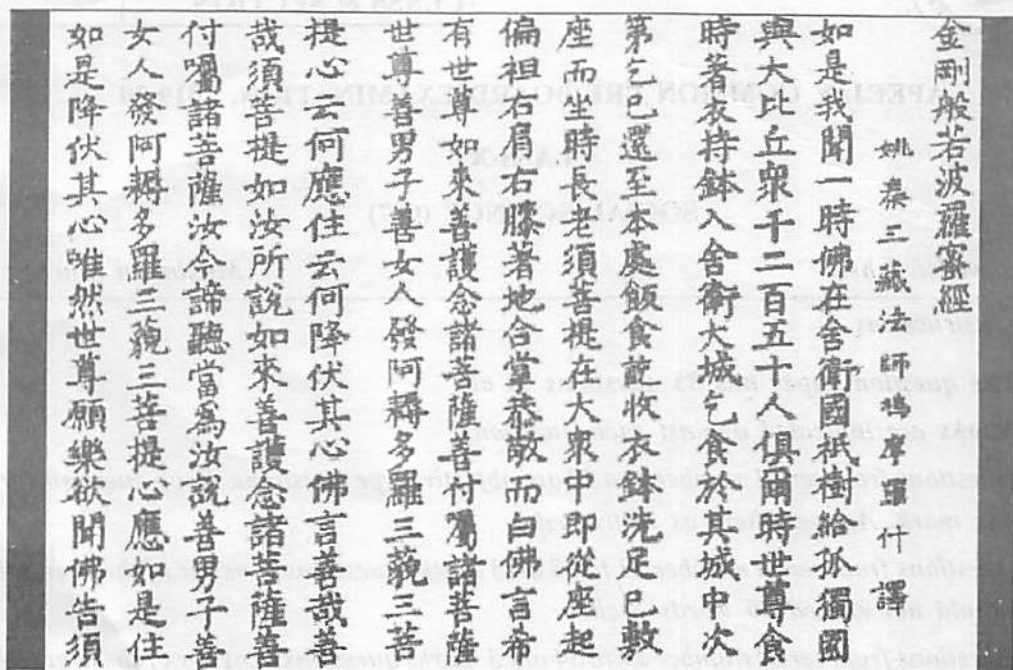 金剛般若波羅蜜經
姚秦三藏法師鳩摩羅什譯
如是我聞一時佛在舍衛國祇樹給孤獨園
與大比丘衆千二百五十人俱爾時世尊食
時著衣持鉢入舍衛大城乞食於其城中次
第乞已還至本處飯食訖收衣鉢洗足已敷
座而坐時長老須菩提在大衆中即從座起
偏袒右肩右膝著地合掌恭敬而白佛言希
有世尊如來善護念諸菩薩善付囑諸菩薩
世尊善男子善女人發阿耨多羅三藐三菩
提心云何應住云何降伏其心佛言善哉善
哉須菩提如汝所說如來善護念諸菩薩善
付囑諸菩薩汝今諦聽當爲汝說善男子善
女人發阿耨多羅三藐三菩提心應如是住
如是降伏其心唯然世尊願樂欲聞佛告須